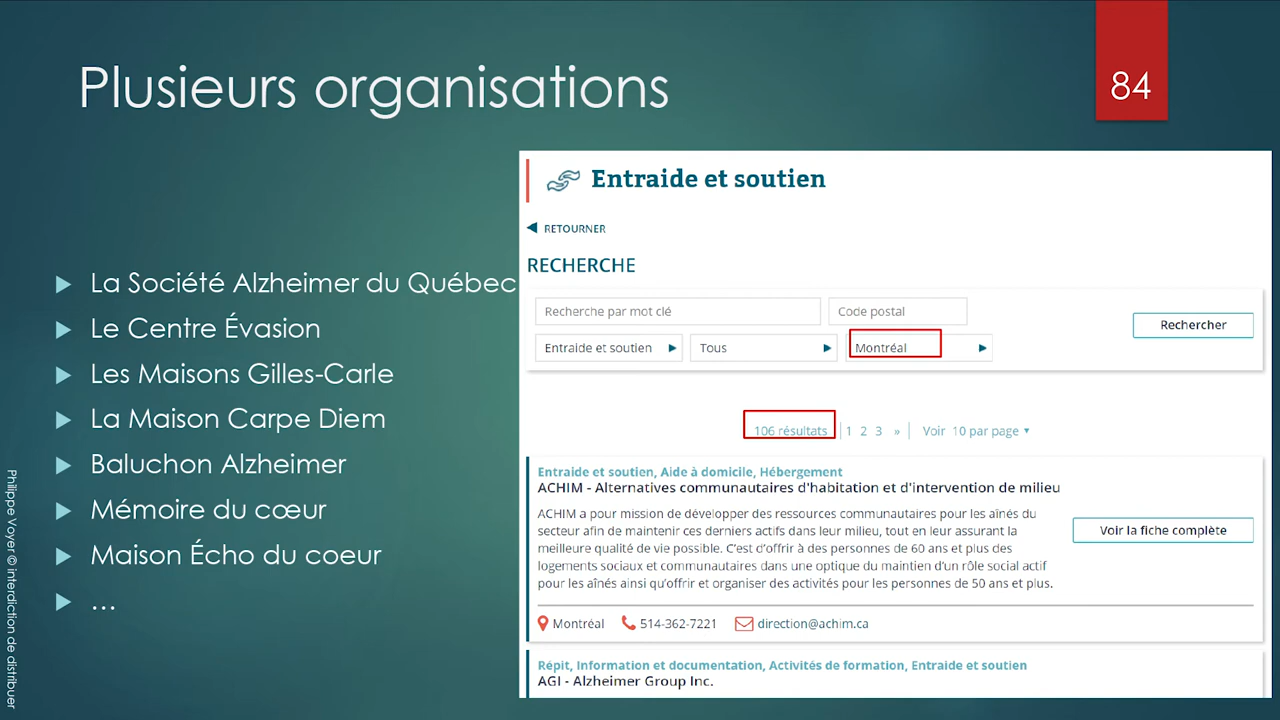 Plusieurs organisations
84
La Société Alzheimer du Québec
Le Centre Évasion
Les Maisons Gilles-Carle
La Maison Carpe Diem
Baluchon Alzheimer
Mémoire du cœur
Maison Écho du coeur
…
Philippe Voyer © interdiction de distribuer
Entraide et soutien
RETOURNER
RECHERCHE
Recherche par mot clé
Code postal
Rechercher
Entraide et soutien
Tous
Montréal
106 résultats 1 2 3 » Voir 10 par page
Entraide et soutien, Aide à domicile, Hébergement
ACHIM - Alternatives communautaires d'habitation et d'intervention de milieu
ACHIM a pour mission de développer des ressources communautaires pour les aînés du
secteur afin de maintenir ces derniers actifs dans leur milieu, tout en leur assurant la
meilleure qualité de vie possible. C'est d'offrir à des personnes de 60 ans et plus des
logements sociaux et communautaires dans une optique du maintien d'un rôle social actif
pour les aînés ainsi qu'offrir et organiser des activités pour les personnes de 50 ans et plus.
Voir la fiche complète
Montréal 514-362-7221 direction@achim.ca
Répit, Information et documentation, Activités de formation, Entraide et soutien
AGI - Alzheimer Group Inc.